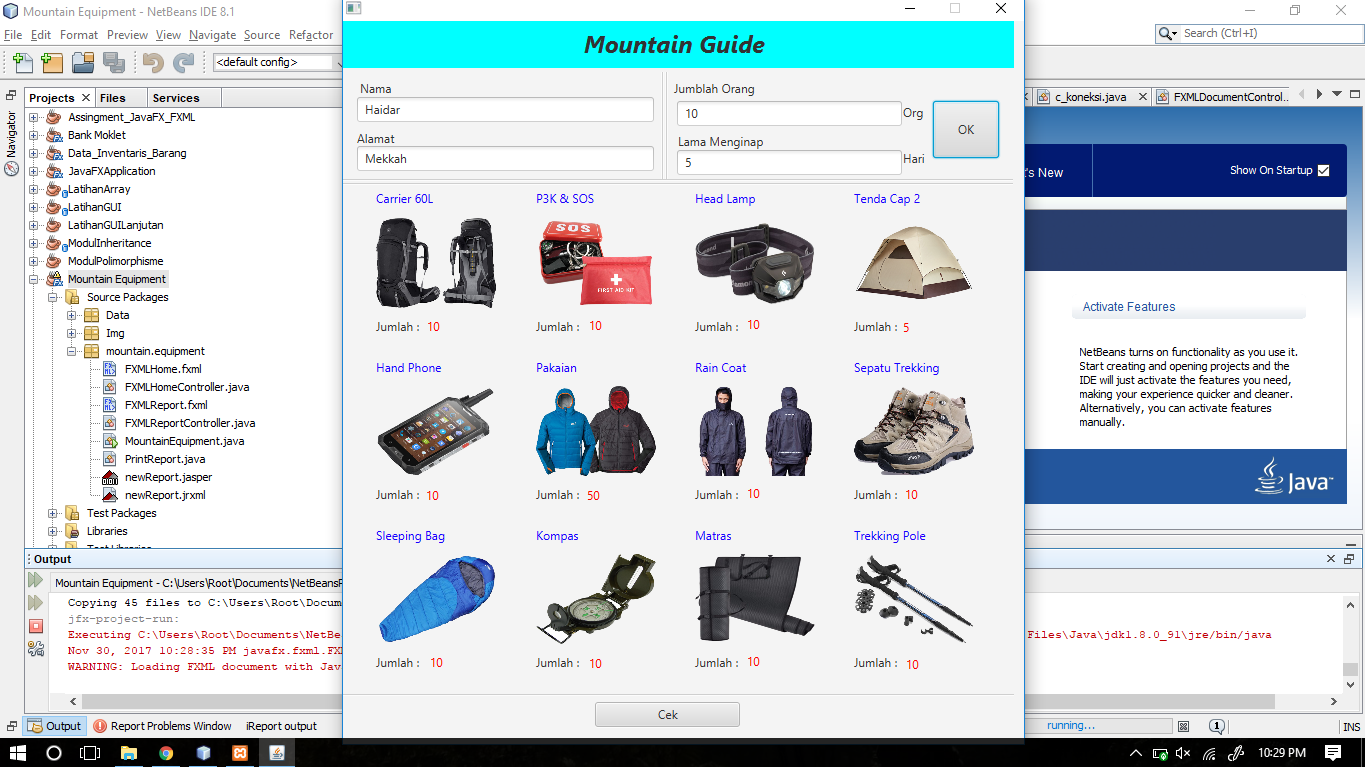 Mountain Equipment - NetBeans IDE 8.1
File Edit Format Preview View Navigate Source Refactor
Search (Ctrl+I)
<default config>
Projects Files Services
Navigator
Assingment_JavaFX_FXML
Bank Moklet
Data_Inventaris_Barang
JavaFXApplication
LatihanArray
LatihanGUI
LatihanGUILanjutan
ModulInheritance
ModulPolimorphisme
Mountain Equipment
Source Packages
Data
Img
mountain.equipment
FXMLHome.fxml
FXMLHomeController.java
FXMLReport.fxml
FXMLReportController.java
MountainEquipment.java
PrintReport.java
newReport.jasper
newReport.jrxml
Test Packages
Libraries
Mountain Guide
Nama
Haidar
Alamat
Mekkah
Jumblah Orang
10 Org
Lama Menginap
5 Hari
OK
Carrier 60L P3K & SOS Head Lamp Tenda Cap 2
SOS
FIRST AID KIT
Jumlah : 10 Jumlah : 10 Jumlah : 10 Jumlah : 5
Hand Phone Pakaian Rain Coat Sepatu Trekking
Jumlah : 10 Jumlah : 50 Jumlah : 10 Jumlah : 10
Sleeping Bag Kompas Matras Trekking Pole
Jumlah : 10 Jumlah : 10 Jumlah : 10 Jumlah : 10
Cek
c_koneksi.java FXMLDocumentControl...
's New
Show On Startup
Activate Features
NetBeans turns on functionality as you use it.
Start creating and opening projects and the
IDE will just activate the features you need,
making your experience quicker and cleaner.
Alternatively, you can activate features
manually.
Java™
Output
Mountain Equipment - C:\Users\Root\Documents\NetBeansP
Copying 45 files to C:\Users\Root\Docum
jfx-project-run:
Executing C:\Users\Root\Documents\NetBe Files\Java\jdk1.8.0_91\jre/bin/java
Nov 30, 2017 10:28:35 PM javafx.fxml.FX
WARNING: Loading FXML document with Jav
Output Report Problems Window iReport output
running...
1
INS
10:29 PM